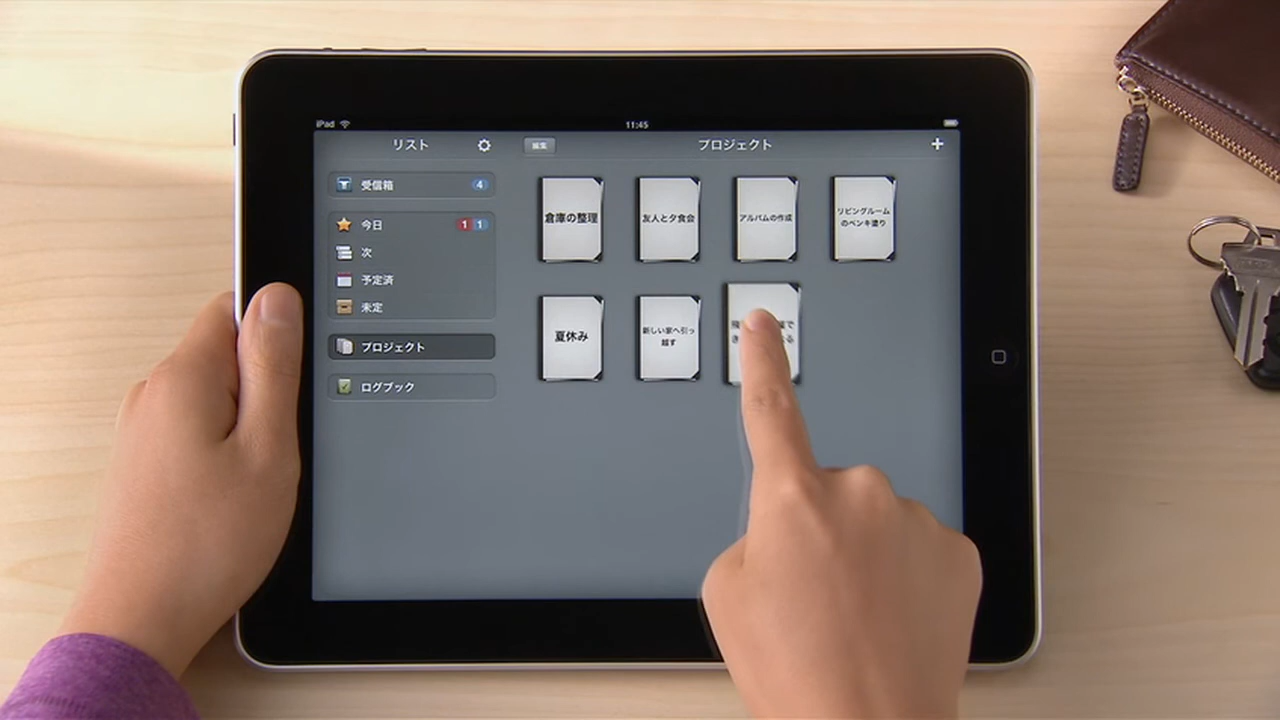 iPad
11:45
リスト
編集
プロジェクト
受信箱
4
今日
1 1
次
予定済
未定
プロジェクト
ログブック
倉庫の整理
友人と夕食会
アルバムの作成
リビングルーム
のペンキ塗り
夏休み
新しい家へ引っ
越す
で
る